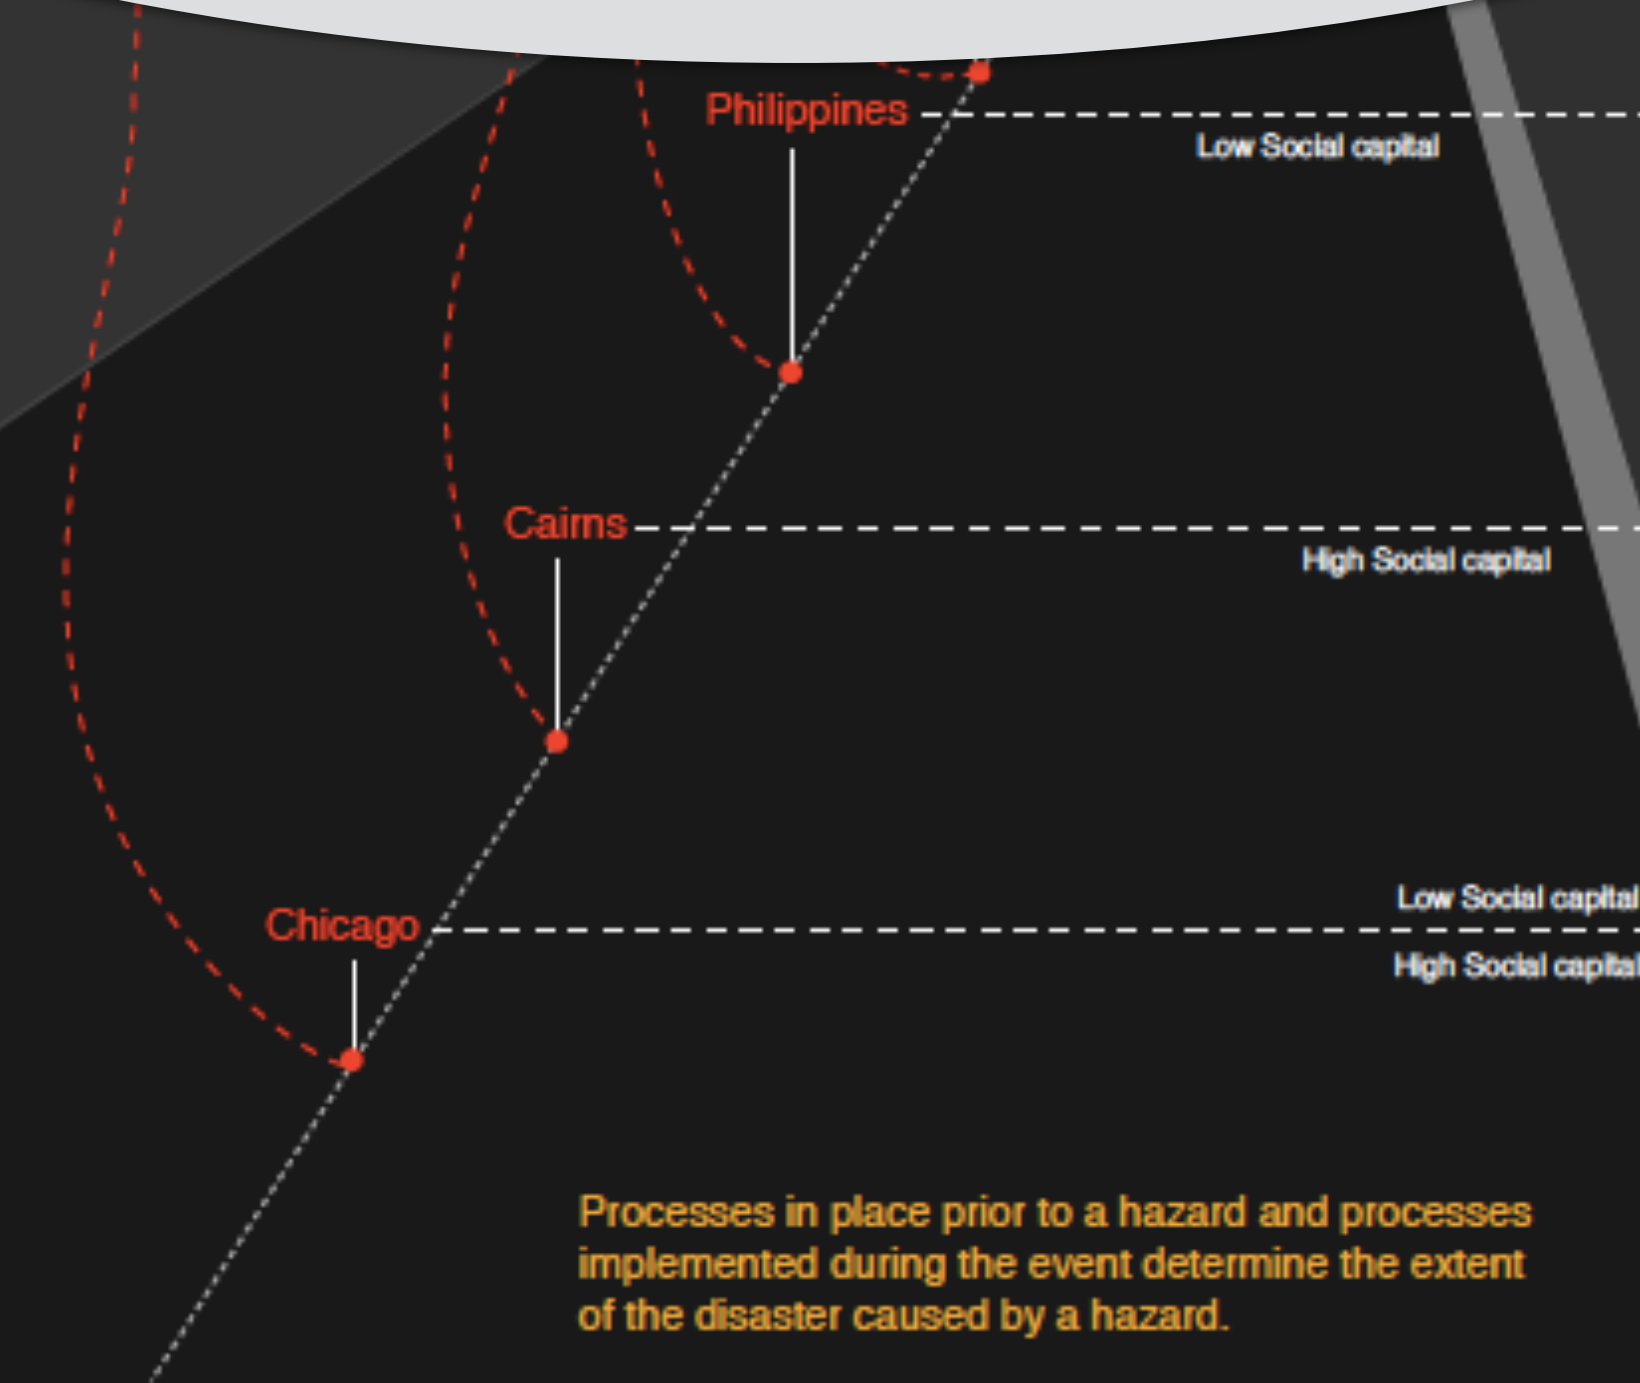 Philippines
Low Social capital
Cairns
High Social capital
Low Social capital
Chicago
High Social capital
Processes in place prior to a hazard and processes
implemented during the event determine the extent
of the disaster caused by a hazard.